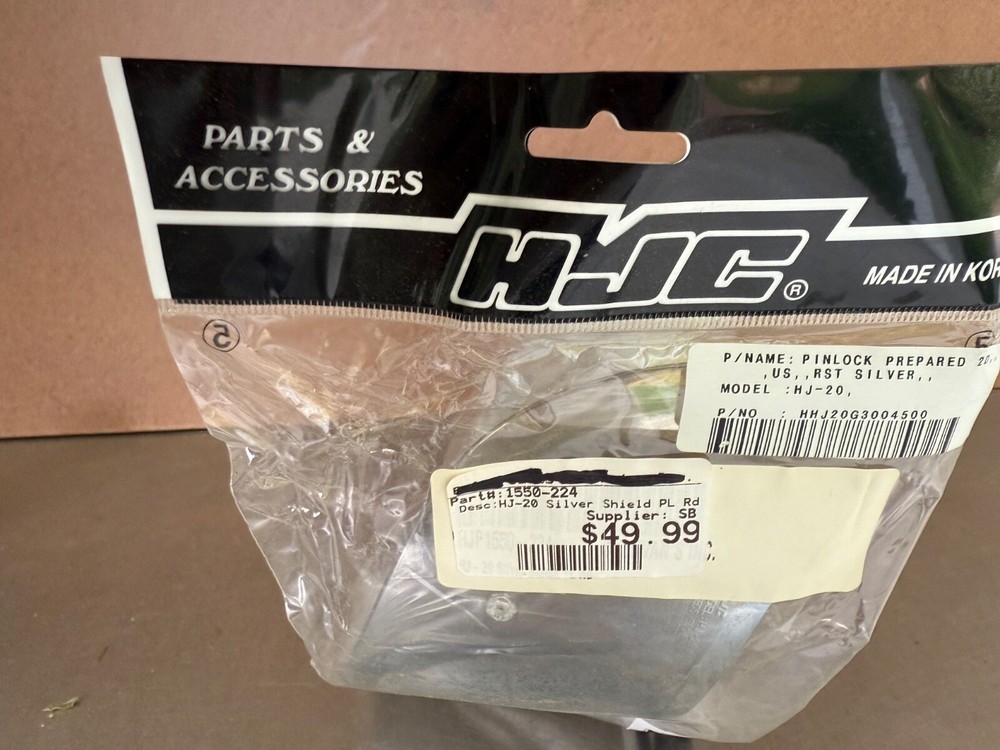 PARTS &
ACCESSORIES
HJC®
MADE IN KOR
5
P/NAME: PINLOCK PREPARED
,US,,RST SILVER,,
MODEL :HJ-20,
P/NO : HHJ20G3004500
Part#:1550-224
Desc:HJ-20 Silver Shield PL Rd
Supplier: SB
$49.99